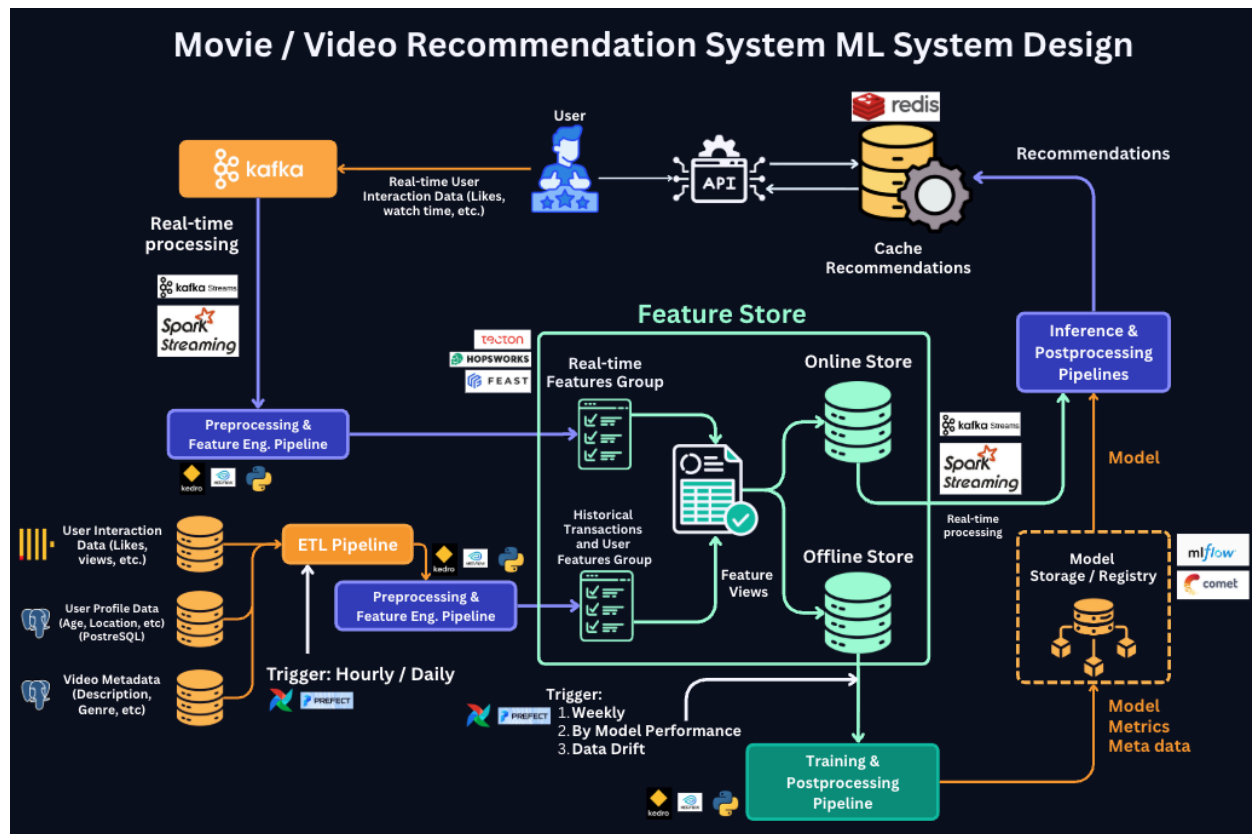 Movie / Video Recommendation System ML System Design
redis
User
Recommendations
kafka
API
Real-time User
Interaction Data (Likes,
watch time, etc.)
Real-time
processing
Cache
Recommendations
kafka Streams
Spark
Streaming
Feature Store
TECTON
HOPSWORKS
FEAST
Real-time
Features Group
Online Store
Inference &
Postprocessing
Pipelines
Preprocessing &
Feature Eng. Pipeline
kedro
kafka Streams
Spark
Streaming
Model
Real-time
processing
User Interaction
Data (Likes,
views, etc.)
ETL Pipeline
kedro
Historical
Transactions
and User
Features Group
Feature
Views
Offline Store
Model
Storage / Registry
mlflow
comet
User Profile Data
(Age, Location, etc)
(PostreSQL)
Preprocessing &
Feature Eng. Pipeline
Video Metadata
(Description,
Genre, etc)
Trigger: Hourly / Daily
PREFECT
Trigger:
1. Weekly
2. By Model Performance
3. Data Drift
PREFECT
Model
Metrics
Meta data
Training &
Postprocessing
Pipeline
kedro